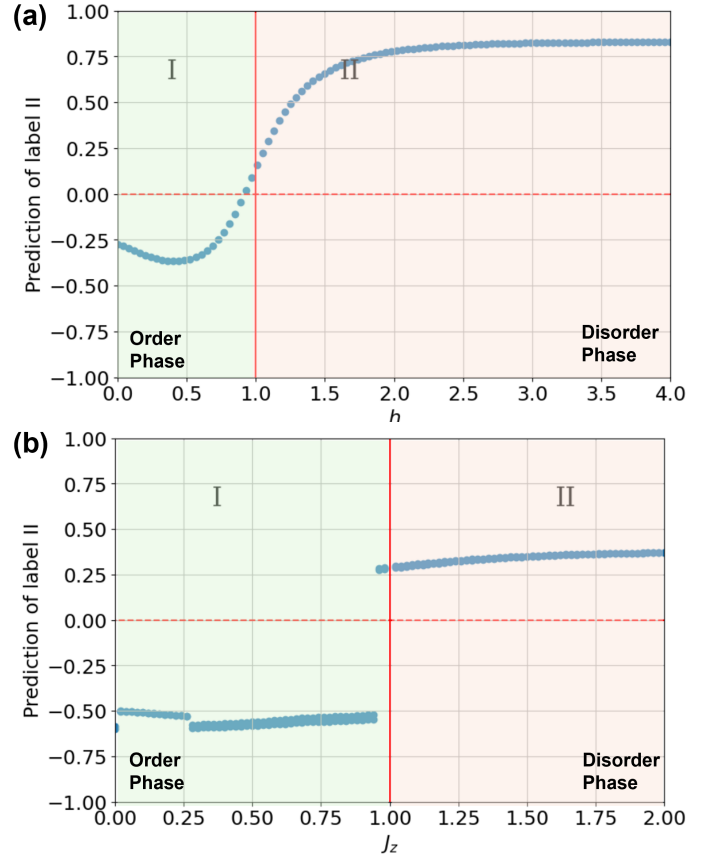 (a)
1.00
0.75
0.50
0.25
0.00
−0.25
−0.50
−0.75
−1.00
Prediction of label II
I
II
Order
Phase
Disorder
Phase
0.0 0.5 1.0 1.5 2.0 2.5 3.0 3.5 4.0
h
(b)
1.00
0.75
0.50
0.25
0.00
−0.25
−0.50
−0.75
−1.00
Prediction of label II
I
II
Order
Phase
Disorder
Phase
0.00 0.25 0.50 0.75 1.00 1.25 1.50 1.75 2.00
J_z